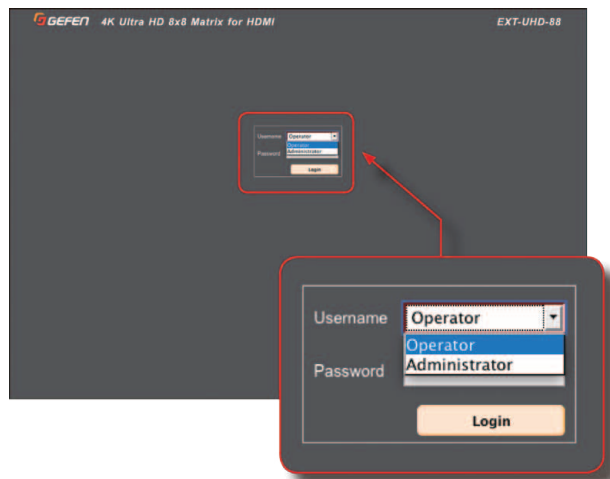 GEFEN 4K Ultra HD 8x8 Matrix for HDMI EXT-UHD-88
Username Operator
Operator
Administrator
Password
Login
Username Operator
Operator
Administrator
Password
Login